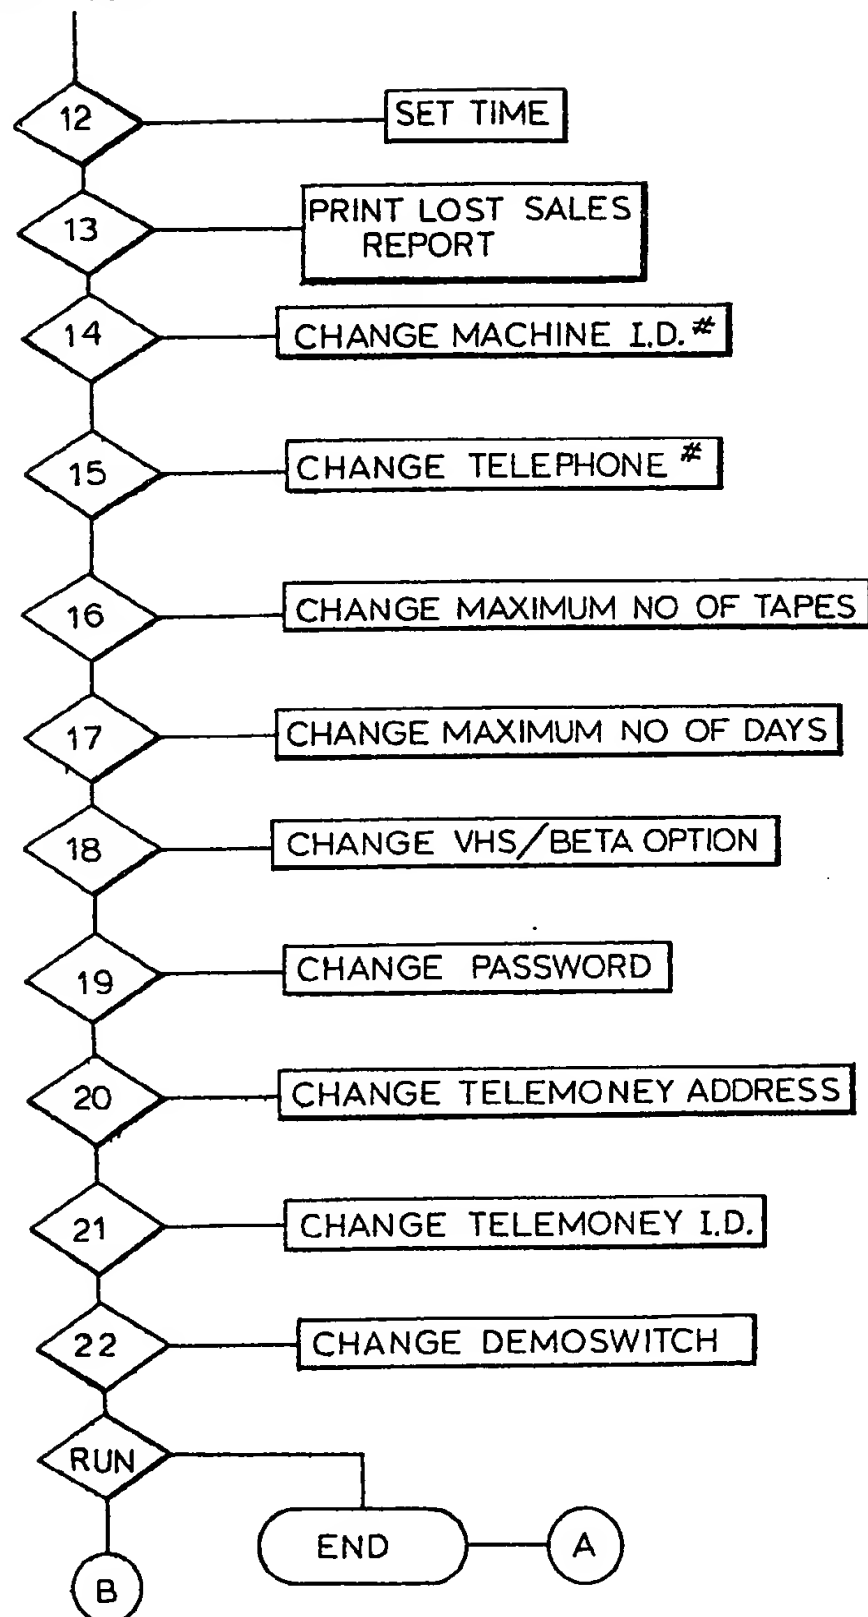 12
SET TIME
13
PRINT LOST SALES
REPORT
14
CHANGE MACHINE I.D.#
15
CHANGE TELEPHONE #
16
CHANGE MAXIMUM NO OF TAPES
17
CHANGE MAXIMUM NO OF DAYS
18
CHANGE VHS/BETA OPTION
19
CHANGE PASSWORD
20
CHANGE TELEMONEY ADDRESS
21
CHANGE TELEMONEY I.D.
22
CHANGE DEMOSWITCH
RUN
END
A
B